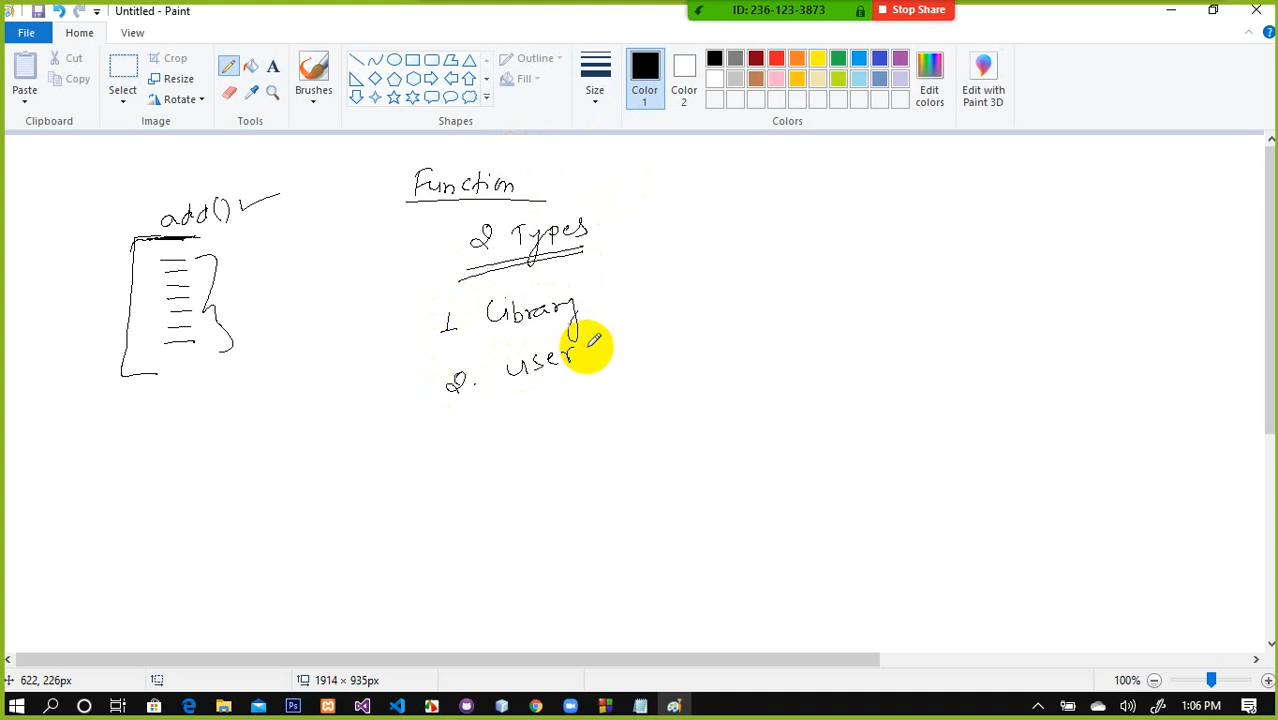 Untitled - Paint
ID: 236-123-3873
Stop Share
File
Home
View
Paste
Cut
Copy
Clipboard
Select
Crop
Resize
Rotate
Image
A
Tools
Brushes
Outline
Fill
Shapes
Size
Color 1
Color 2
Colors
Edit colors
Edit with Paint 3D
Function
add()
2 Types
1 Library
2. user
622, 226px
1914 × 935px
100%
1:06 PM